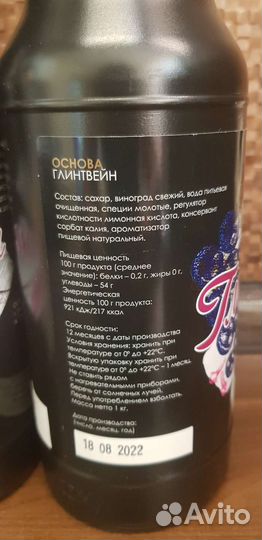 ОСНОВА
ГЛИНТВЕЙН
Состав: сахар, виноград свежий, вода питьевая
очищенная, специи молотые, регулятор
кислотности лимонная кислота, консервант
сорбат калия, ароматизатор
пищевой натуральный.
Пищевая ценность
100 г продукта (среднее
значение): белки – 0,2 г, жиры 0 г,
углеводы – 54 г
Энергетическая
ценность 100 г продукта:
921 кДж/217 ккал
Срок годности:
12 месяцев с даты производства
Условия хранения: хранить при
температуре от 0° до +22°С.
Вскрытую упаковку хранить при
температуре от 0° до +22°С – 1 месяц.
Не ставить рядом
с нагревательными приборами,
беречь от солнечных лучей.
Перед употреблением взболтать.
Масса нетто 1 кг.
Дата производства:
(число, месяц, год)
18 08 2022
Avito